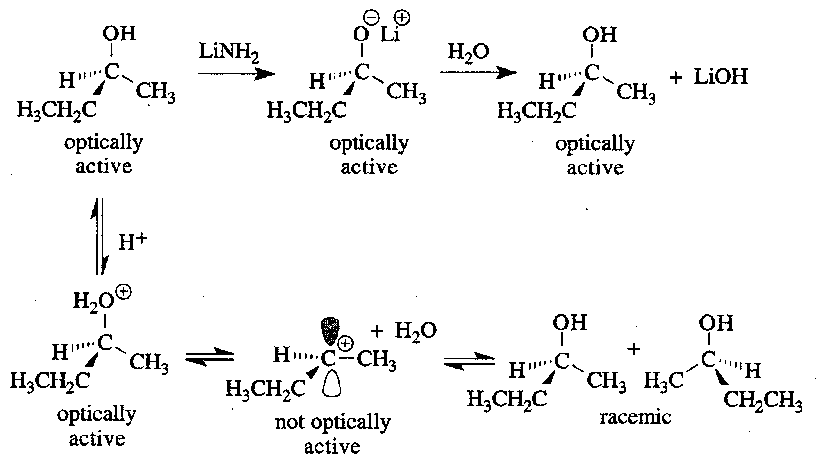 OH
LiNH₂
O⊖ Li⊕
H₂O
OH
H C CH₃
H₃CH₂C
optically
active
H C CH₃
H₃CH₂C
optically
active
H C CH₃
H₃CH₂C
optically
active
+ LiOH
H⁺
H₂O⊕
H C CH₃
H₃CH₂C
optically
active
H C⊕ CH₃
H₃CH₂C
+ H₂O
not optically
active
OH
H C CH₃
H₃CH₂C
+
OH
H₃C C H
CH₂CH₃
racemic